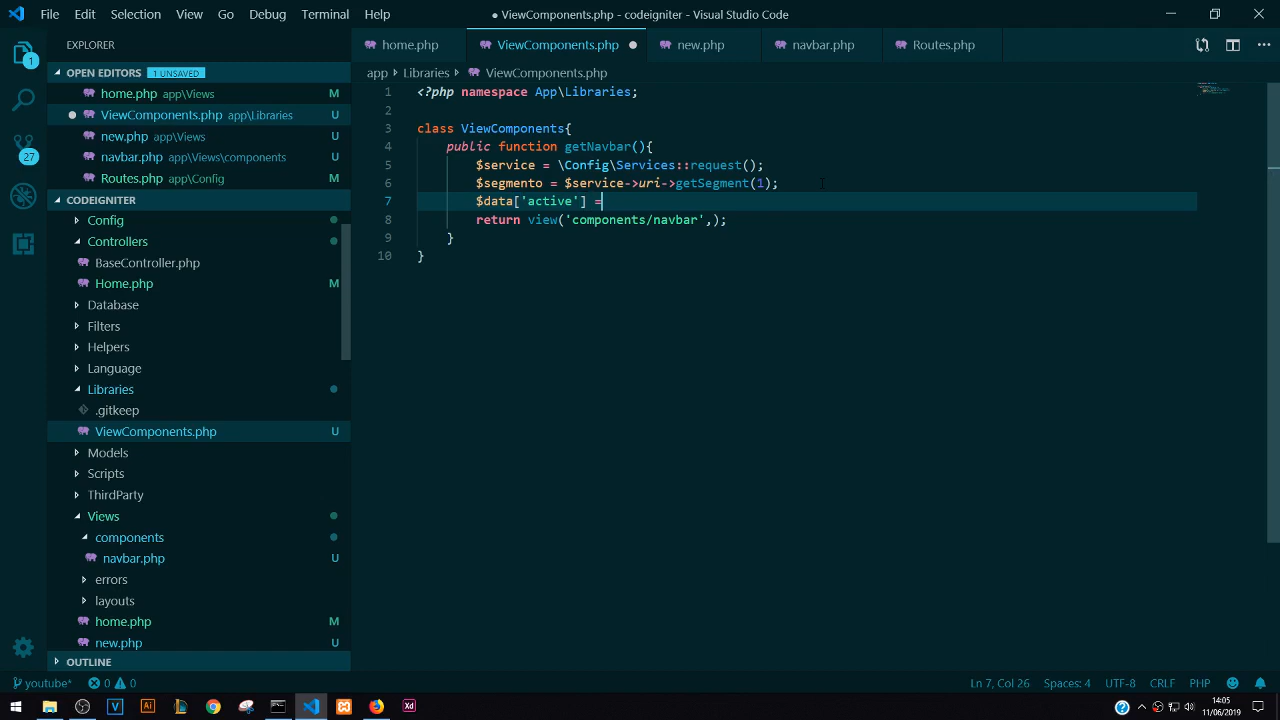 File Edit Selection View Go Debug Terminal Help
● ViewComponents.php - codeigniter - Visual Studio Code
EXPLORER
OPEN EDITORS 1 UNSAVED
home.php app\Views M
ViewComponents.php app\Libraries U
new.php app\Views U
navbar.php app\Views\components U
Routes.php app\Config U
CODEIGNITER
Config
Controllers
BaseController.php
Home.php M
Database
Filters
Helpers
Language
Libraries
.gitkeep
ViewComponents.php U
Models
Scripts
ThirdParty
Views
components
navbar.php U
errors
layouts
home.php M
new.php U
OUTLINE
1
27
home.php ViewComponents.php new.php navbar.php Routes.php
app Libraries ViewComponents.php
1 <?php namespace App\Libraries;
2
3 class ViewComponents{
4 public function getNavbar(){
5 $service = \Config\Services::request();
6 $segmento = $service->uri->getSegment(1);
7 $data['active'] =
8 return view('components/navbar',);
9 }
10 }
youtube* 0 0 Ln 7, Col 26 Spaces: 4 UTF-8 CRLF PHP
V Ai Xd
14:05
11/06/2019